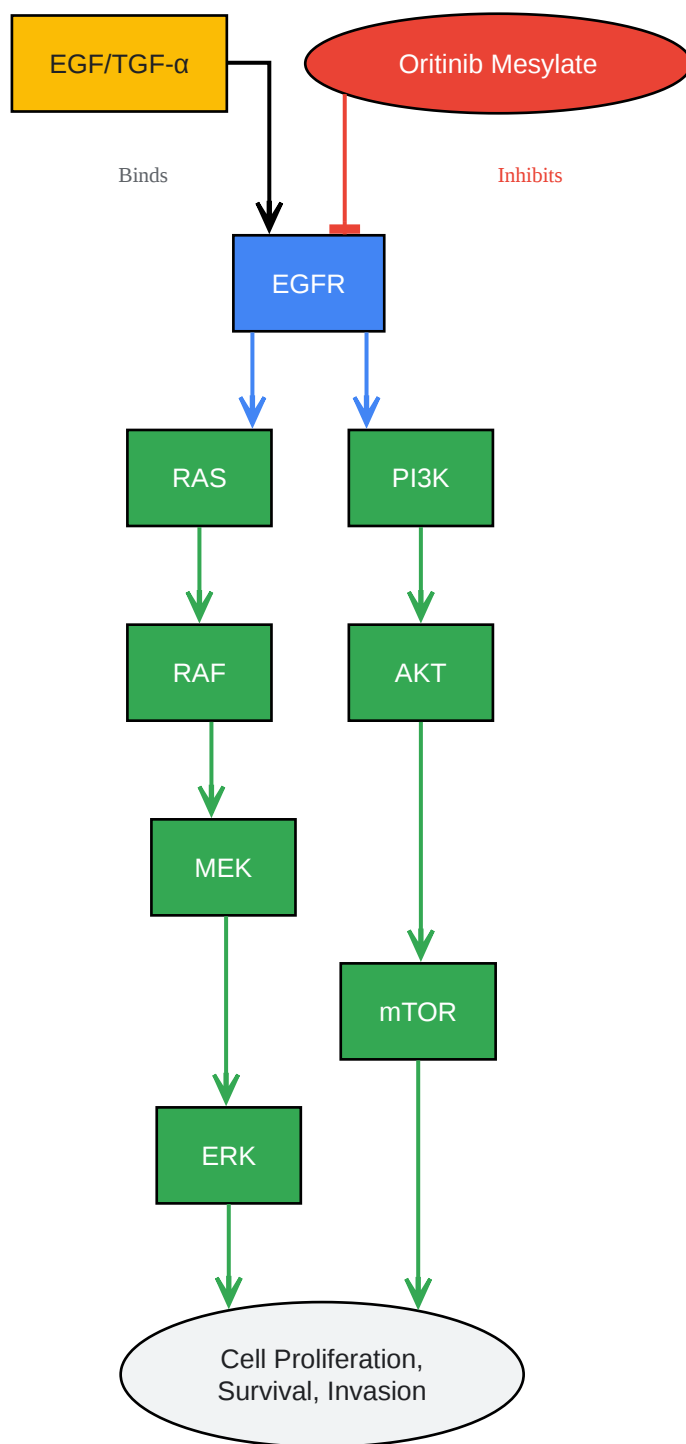 EGF/TGF-α
Oritinib Mesylate
Binds
Inhibits
EGFR
RAS
PI3K
RAF
AKT
MEK
mTOR
ERK
Cell Proliferation,
Survival, Invasion